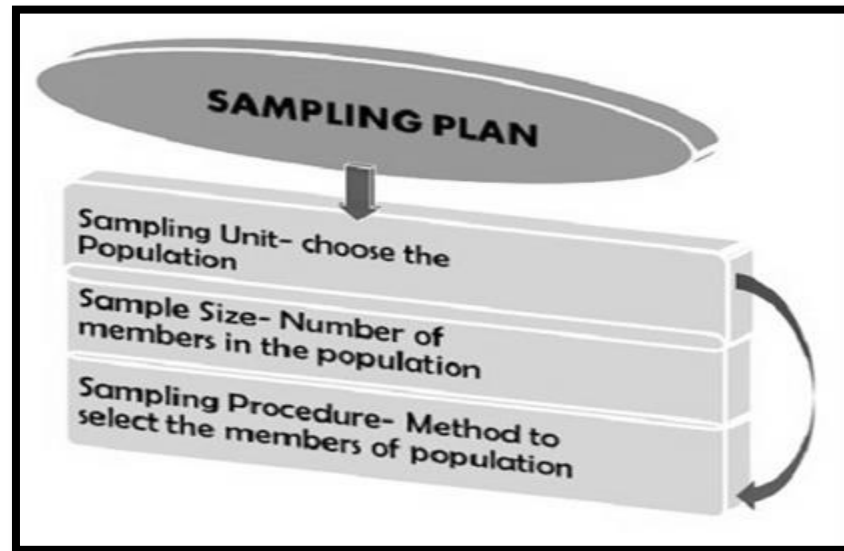 SAMPLING PLAN
Sampling Unit- choose the
Population
Sample Size- Number of
members in the population
Sampling Procedure- Method to
select the members of population